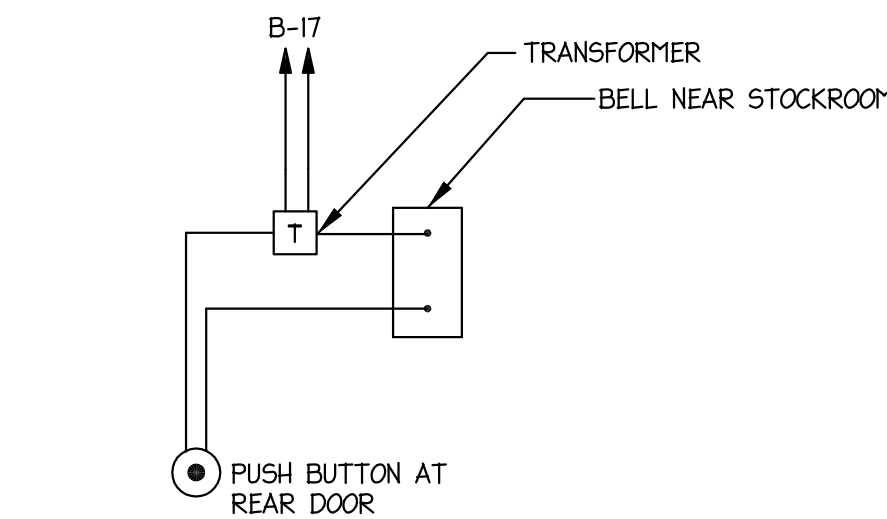 B-17
TRANSFORMER
BELL NEAR STOCKROOM
T
PUSH BUTTON AT
REAR DOOR